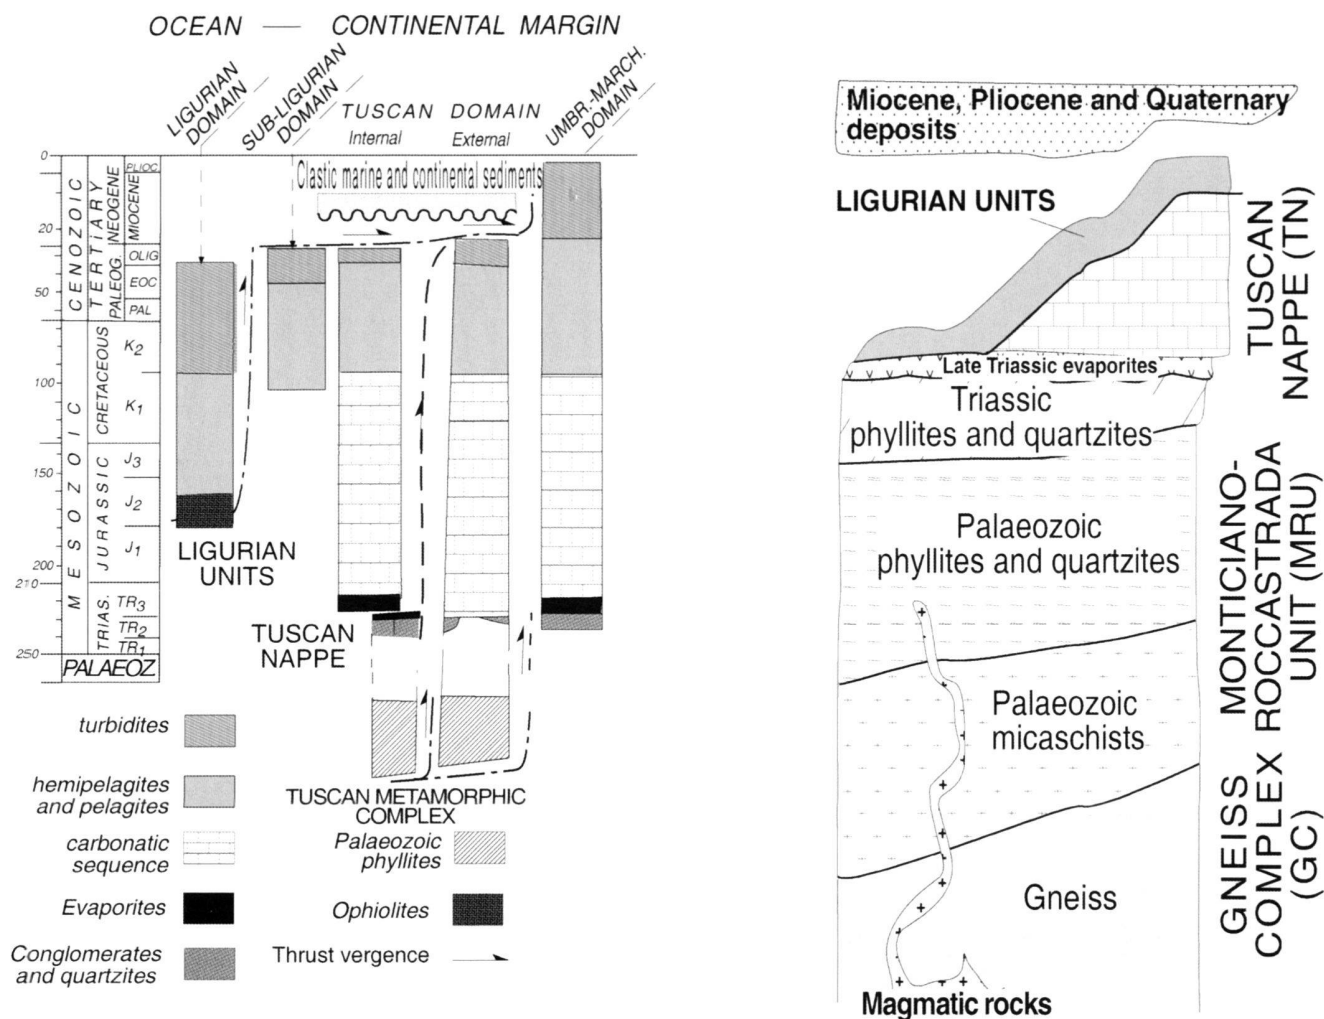 OCEAN — CONTINENTAL MARGIN
LIGURIAN
DOMAIN
SUB-LIGURIAN
DOMAIN
TUSCAN DOMAIN
Internal
External
UMBR.-MARCH.
DOMAIN
0
20
50
100
150
200
210
250
CENOZOIC
MESOZOIC
TERTiARY
PALEOG. NEOGENE
CRETACEOUS
JURASSIC
TRIAS.
PLIOC.
MIOCENE
OLIG
EOC
PAL
K2
K1
J3
J2
J1
TR3
TR2
TR1
PALAEOZ
Clastic marine and continental sediments
LIGURIAN
UNITS
TUSCAN
NAPPE
TUSCAN METAMORPHIC
COMPLEX
turbidites
hemipelagites
and pelagites
carbonatic
sequence
Evaporites
Conglomerates
and quartzites
Palaeozoic
phyllites
Ophiolites
Thrust vergence
Miocene, Pliocene and Quaternary
deposits
LIGURIAN UNITS
Late Triassic evaporites
Triassic
phyllites and quartzites
Palaeozoic
phyllites and quartzites
Palaeozoic
micaschists
Gneiss
Magmatic rocks
TUSCAN
NAPPE (TN)
MONTICIANO-
ROCCASTRADA
UNIT (MRU)
GNEISS
COMPLEX
(GC)